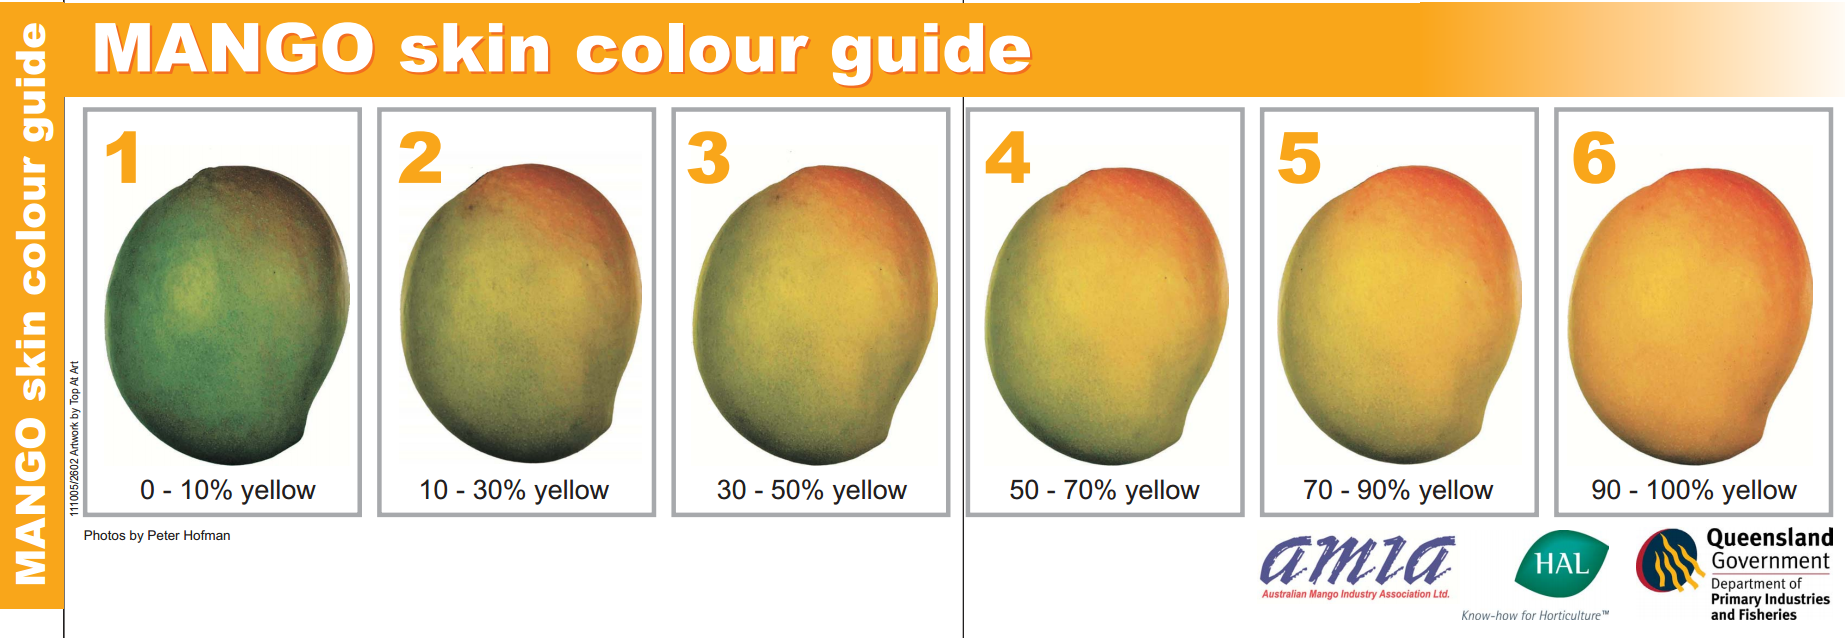 MANGO skin colour guide
MANGO skin colour guide
1
0 - 10% yellow
2
10 - 30% yellow
3
30 - 50% yellow
4
50 - 70% yellow
5
70 - 90% yellow
6
90 - 100% yellow
111005/2602 Artwork by Top At Art
Photos by Peter Hofman
amia
Australian Mango Industry Association Ltd.
HAL
Know-how for Horticulture™
Queensland
Government
Department of
Primary Industries
and Fisheries